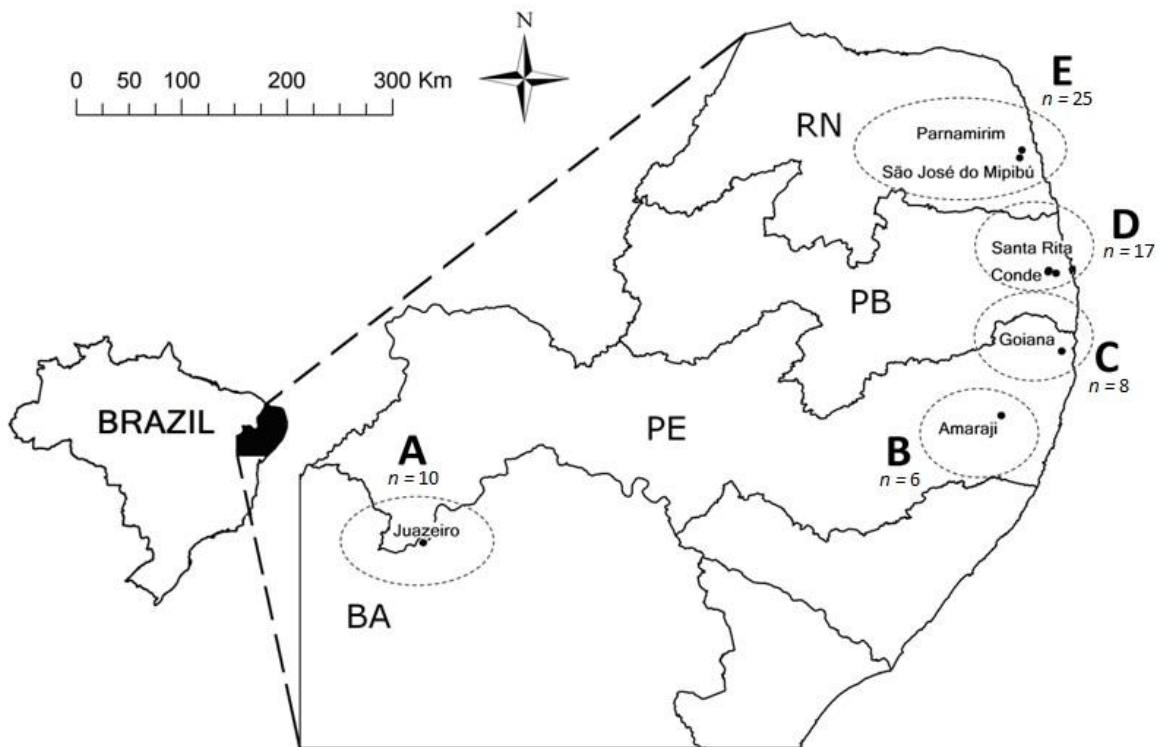 N
0 50 100 200 300 Km
E
n = 25
RN
Parnamirim
São José do Mipibú
D
n = 17
Santa Rita
Conde
PB
Goiana
C
n = 8
BRAZIL
PE
Amaraji
B
n = 6
A
n = 10
Juazeiro
BA